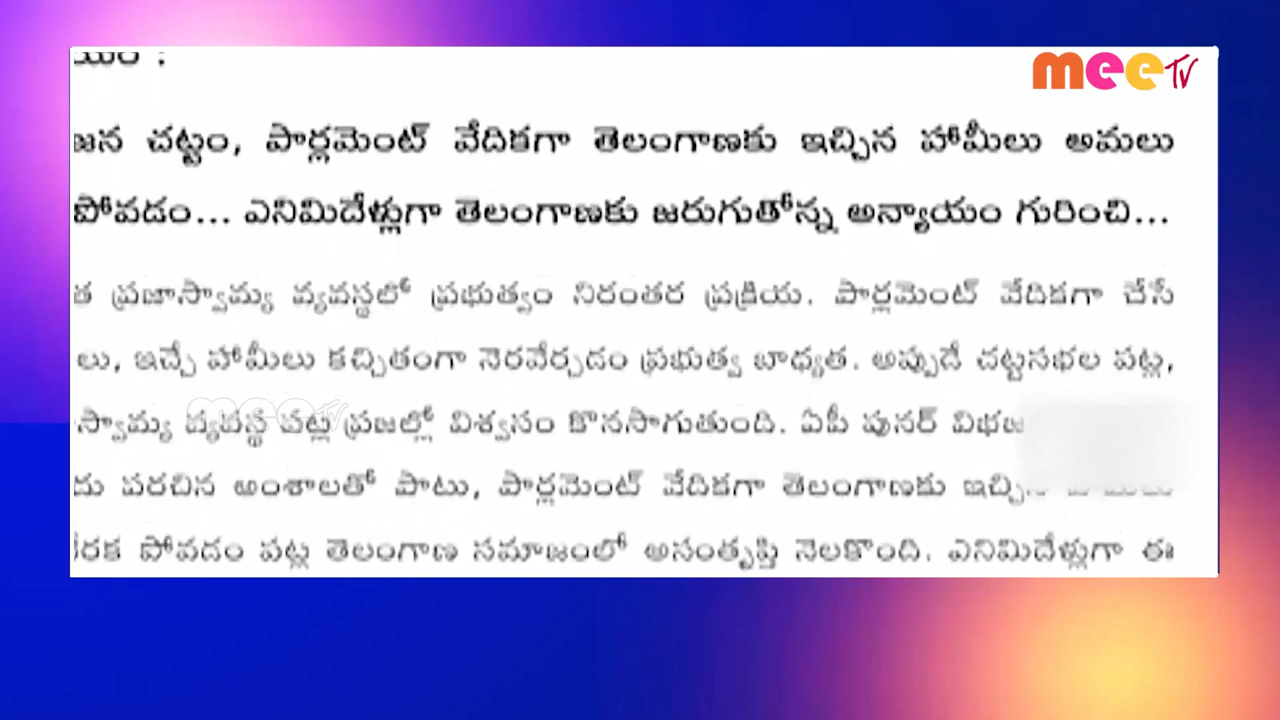 meeTV
జన చట్టం, పార్లమెంట్ వేదికగా తెలంగాణకు ఇచ్చిన హామీలు అమలు
పోవడం... ఎనిమిదేళ్లుగా తెలంగాణకు జరుగుతోన్న అన్యాయం గురించి...
త ప్రజాస్వామ్య వ్యవస్థలో ప్రభుత్వం నిరంతర ప్రక్రియ. పార్లమెంట్ వేదికగా చేసే
లు, ఇచ్చే హామీలు కచ్చితంగా నెరవేర్చడం ప్రభుత్వ బాధ్యత. అప్పుడే చట్టసభల పట్ల,
స్వామ్య వ్యవస్థ పట్ల ప్రజల్లో విశ్వసం కొనసాగుతుంది. ఏపీ పునర్ విభజ
దు పరచిన అంశాలతో పాటు, పార్లమెంట్ వేదికగా తెలంగాణకు
రక పోవడం పట్ల తెలంగాణ సమాజంలో అసంతృప్తి నెలకొంది. ఎనిమిదేళ్లుగా ఈ